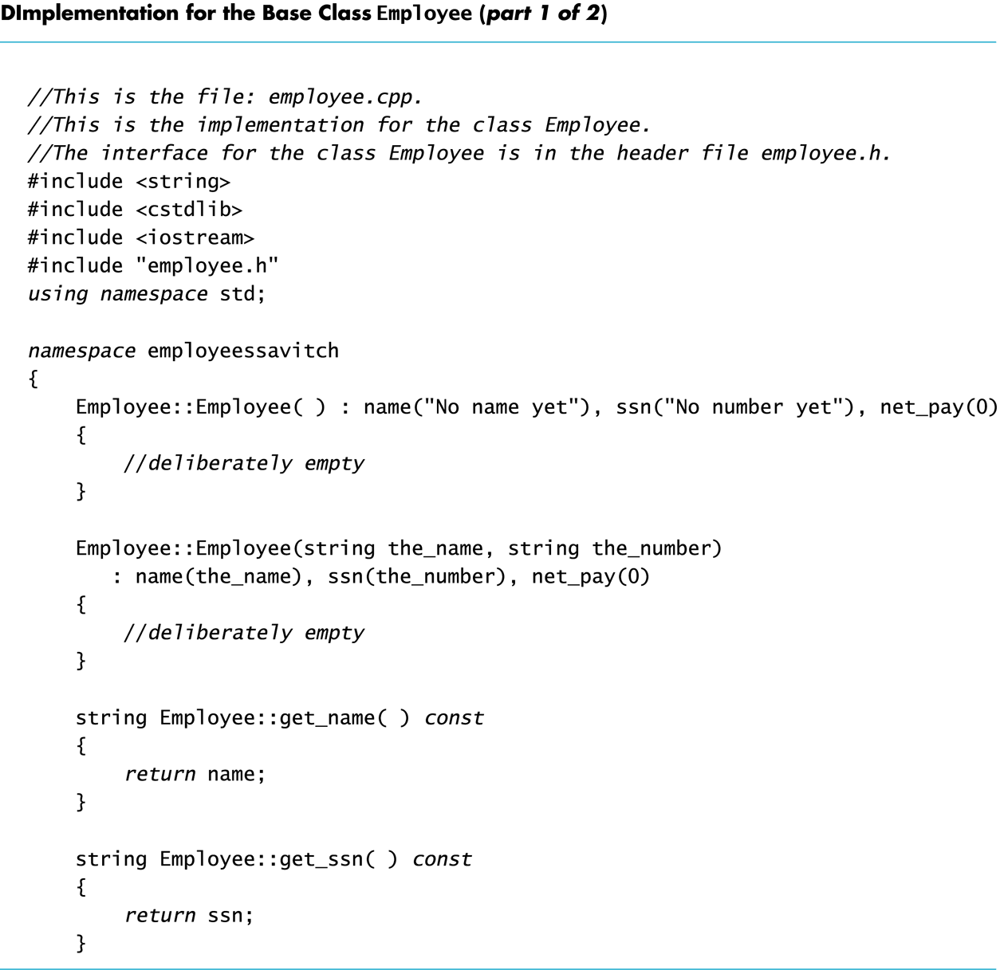 DImplementation for the Base Class Employee (part 1 of 2)
//This is the file: employee.cpp.
//This is the implementation for the class Employee.
//The interface for the class Employee is in the header file employee.h.
#include <string>
#include <cstdlib>
#include <iostream>
#include "employee.h"
using namespace std;
namespace employeessavitch
{
    Employee::Employee( ) : name("No name yet"), ssn("No number yet"), net_pay(0)
    {
        //deliberately empty
    }
    Employee::Employee(string the_name, string the_number)
       : name(the_name), ssn(the_number), net_pay(0)
    {
        //deliberately empty
    }
    string Employee::get_name( ) const
    {
        return name;
    }
    string Employee::get_ssn( ) const
    {
        return ssn;
    }